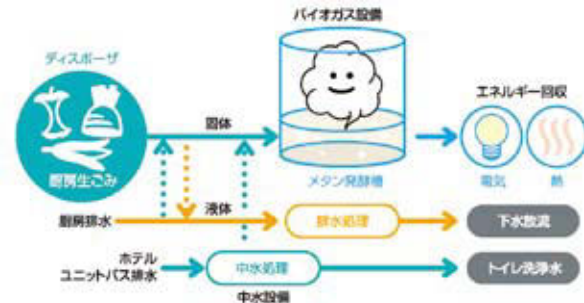 バイオガス設備
ディスポーザ
エネルギー回収
固体
厨房生ごみ
メタン発酵槽
電気
熱
厨房排水
液体
排水処理
下水放流
ホテル
ユニットバス排水
中水処理
トイレ洗浄水
中水設備